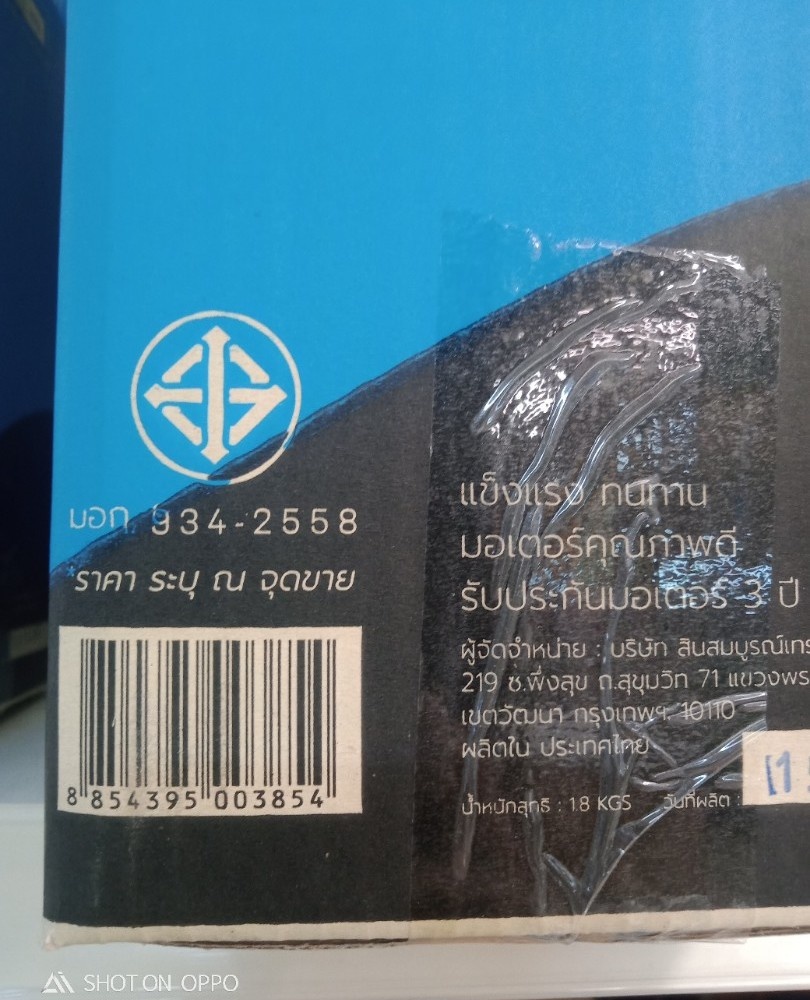 มอก. 934-2558
ราคา ระบุ ณ จุดขาย
8 854395 003854
แข็งแรง ทนทาน
มอเตอร์คุณภาพดี
รับประกันมอเตอร์ 3 ปี
ผู้จัดจำหน่าย : บริษัท สินสมบูรณ์เทร
219 ซ.พึ่งสุข ถ.สุขุมวิท 71 แขวงพร
เขตวัฒนา กรุงเทพฯ 10110
ผลิตใน ประเทศไทย
น้ำหนักสุทธิ : 1.8 KGS วันที่ผลิต :
SHOT ON OPPO